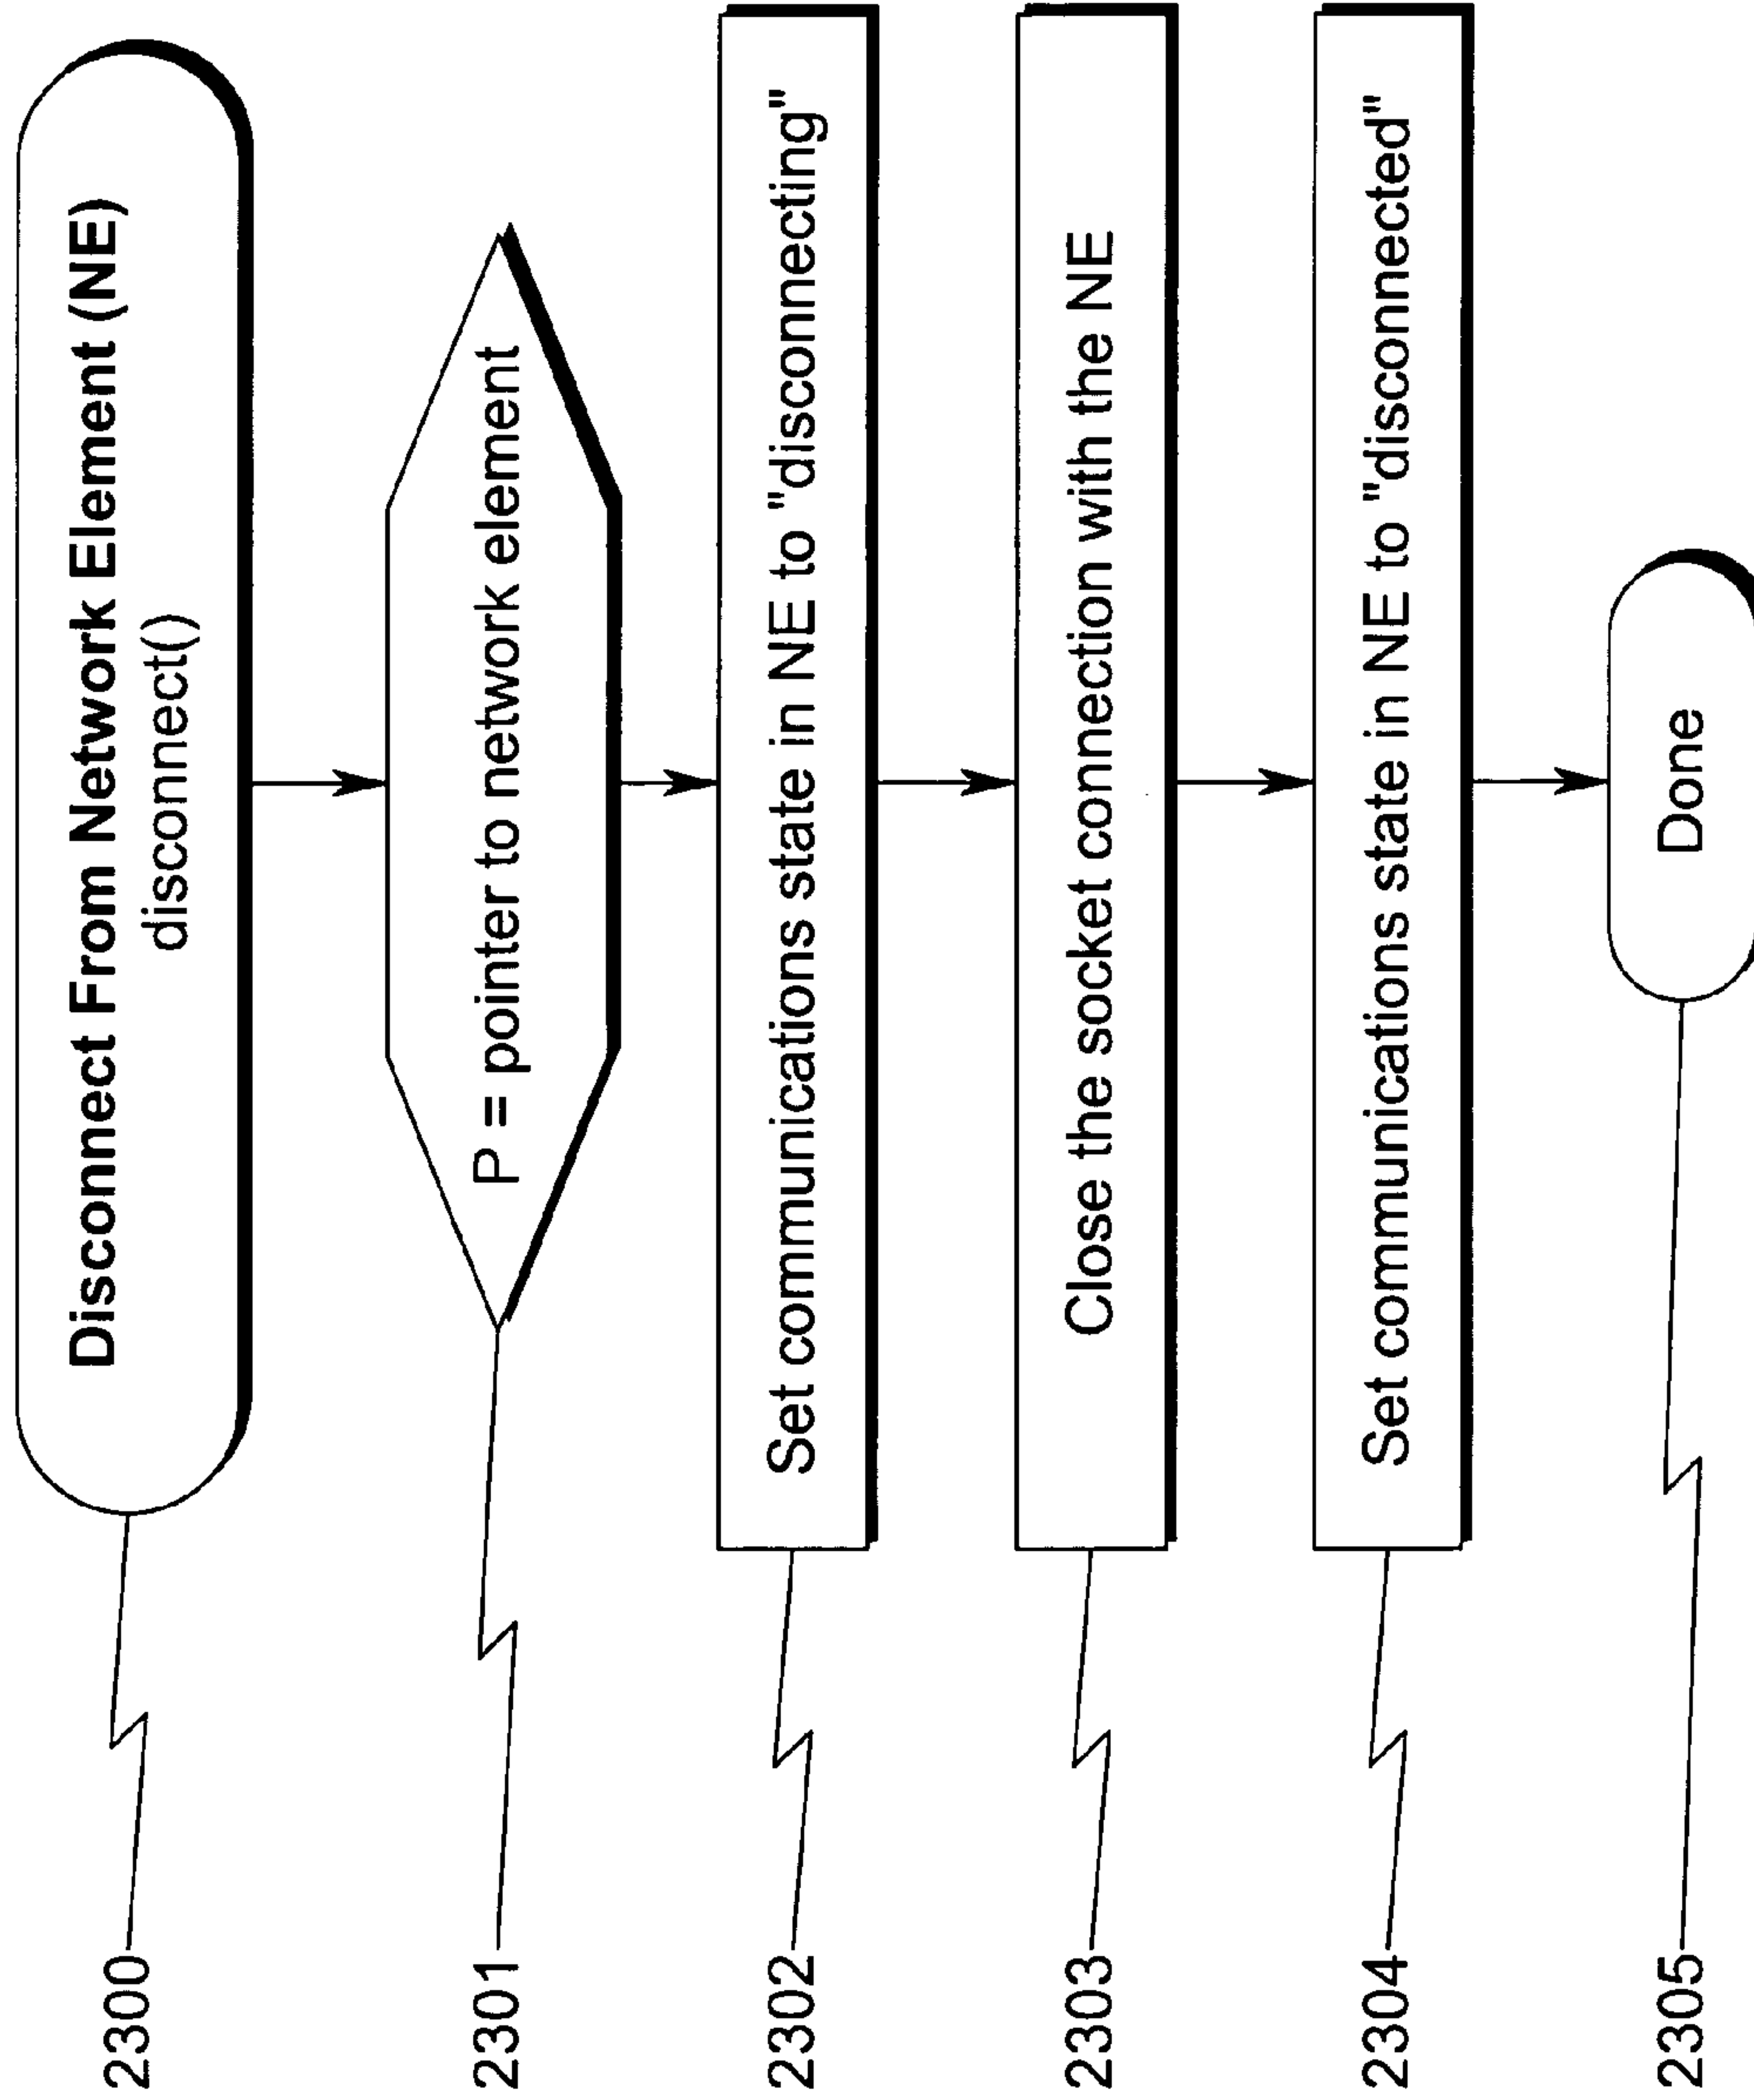 2300
Disconnect From Network Element (NE)
disconnect()
2301
P = pointer to network element
2302
Set communications state in NE to "disconnecting"
2303
Close the socket connection with the NE
2304
Set communications state in NE to "disconnected"
2305
Done